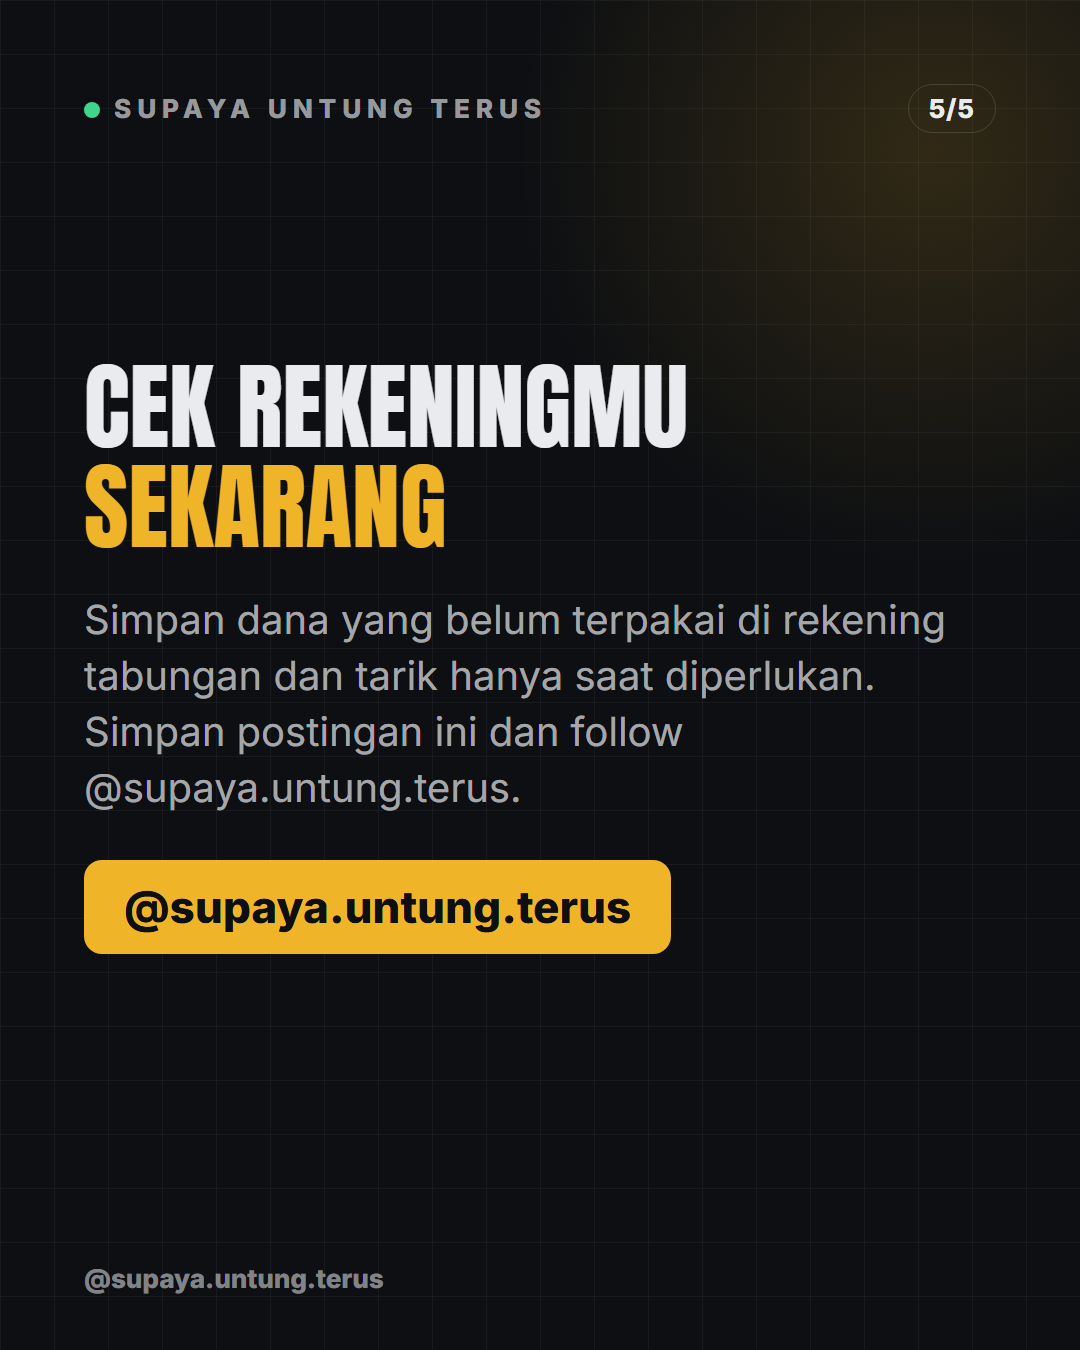 SUPAYA UNTUNG TERUS
5/5
CEK REKENINGMU
SEKARANG
Simpan dana yang belum terpakai di rekening
tabungan dan tarik hanya saat diperlukan.
Simpan postingan ini dan follow
@supaya.untung.terus.
@supaya.untung.terus
@supaya.untung.terus